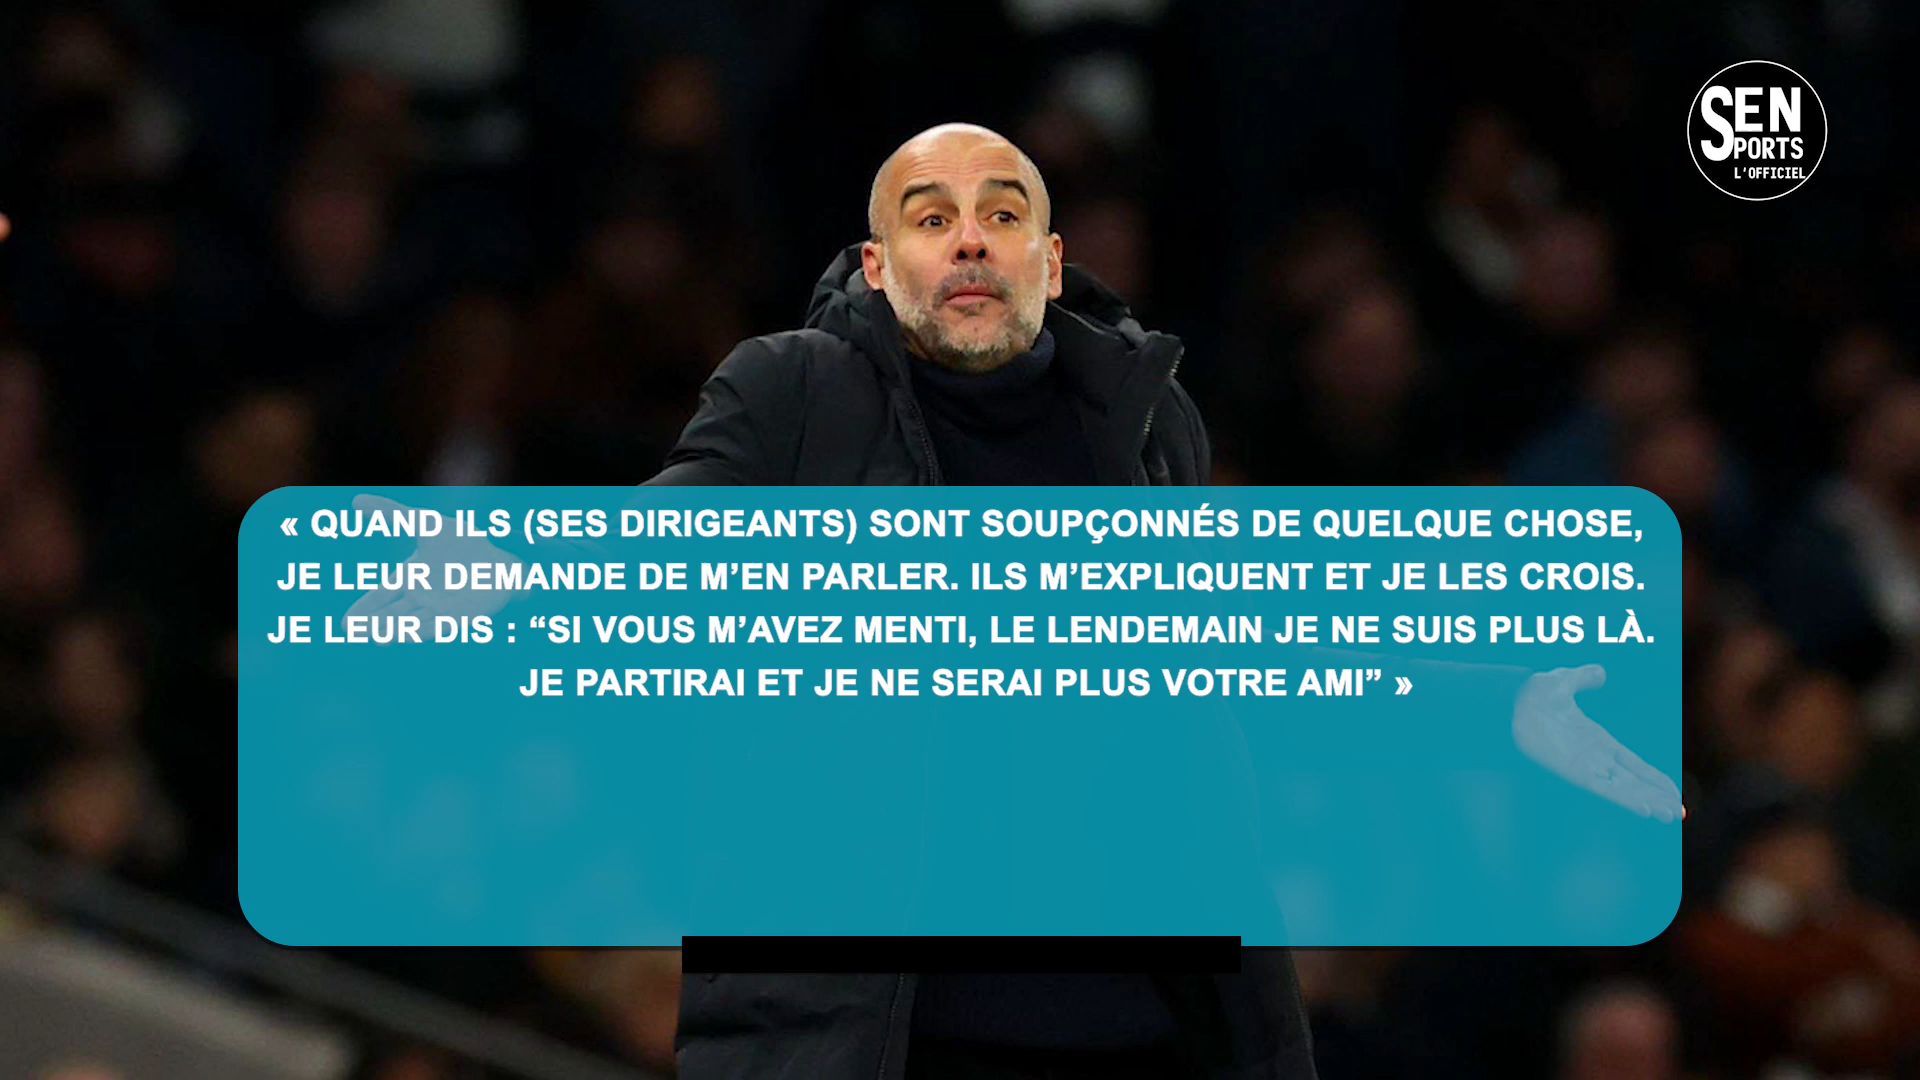 SEN
SPORTS
L'OFFICIEL
« QUAND ILS (SES DIRIGEANTS) SONT SOUPÇONNÉS DE QUELQUE CHOSE,
JE LEUR DEMANDE DE M’EN PARLER. ILS M’EXPLIQUENT ET JE LES CROIS.
JE LEUR DIS : “SI VOUS M’AVEZ MENTI, LE LENDEMAIN JE NE SUIS PLUS LÀ.
JE PARTIRAI ET JE NE SERAI PLUS VOTRE AMI” »